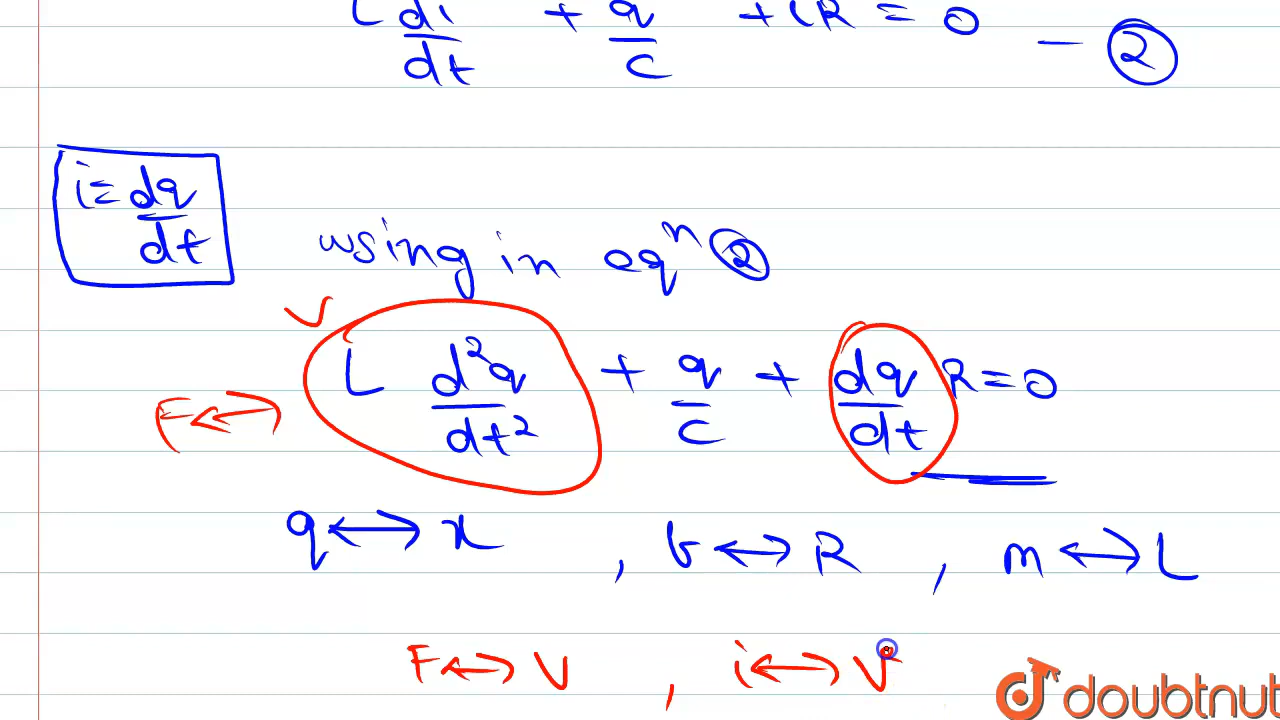 L di/dt + q/c + iR = 0 — ②
i = dq/dt
using in eqⁿ ②
V
L d²q/dt² + q/c + dq/dt R = 0
F ↔
q ↔ x , b ↔ R , m ↔ L
F ↔ V , i ↔ v
doubtnut